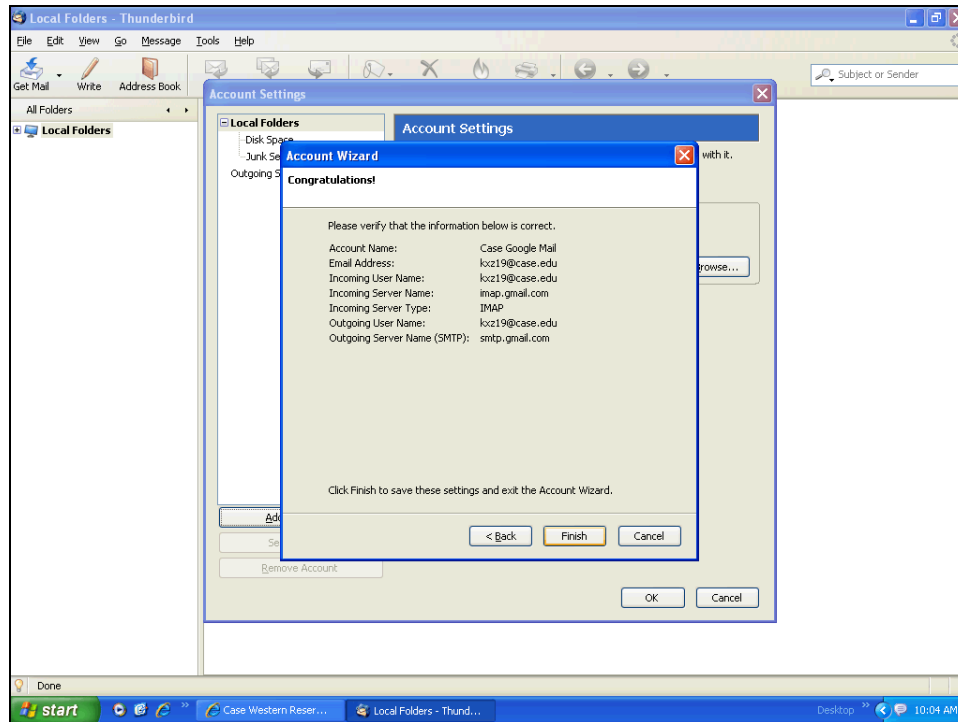 Local Folders - Thunderbird
File Edit View Go Message Tools Help
Get Mail Write Address Book
Subject or Sender
All Folders
Local Folders
Account Settings
Local Folders
Disk Space
Junk Se
Outgoing S
Account Settings
with it.
rowse...
Account Wizard
Congratulations!
Please verify that the information below is correct.
Account Name: Case Google Mail
Email Address: kxz19@case.edu
Incoming User Name: kxz19@case.edu
Incoming Server Name: imap.gmail.com
Incoming Server Type: IMAP
Outgoing User Name: kxz19@case.edu
Outgoing Server Name (SMTP): smtp.gmail.com
Click Finish to save these settings and exit the Account Wizard.
< Back Finish Cancel
Add
Se
Remove Account
OK Cancel
Done
start Case Western Reser... Local Folders - Thund... Desktop » 10:04 AM